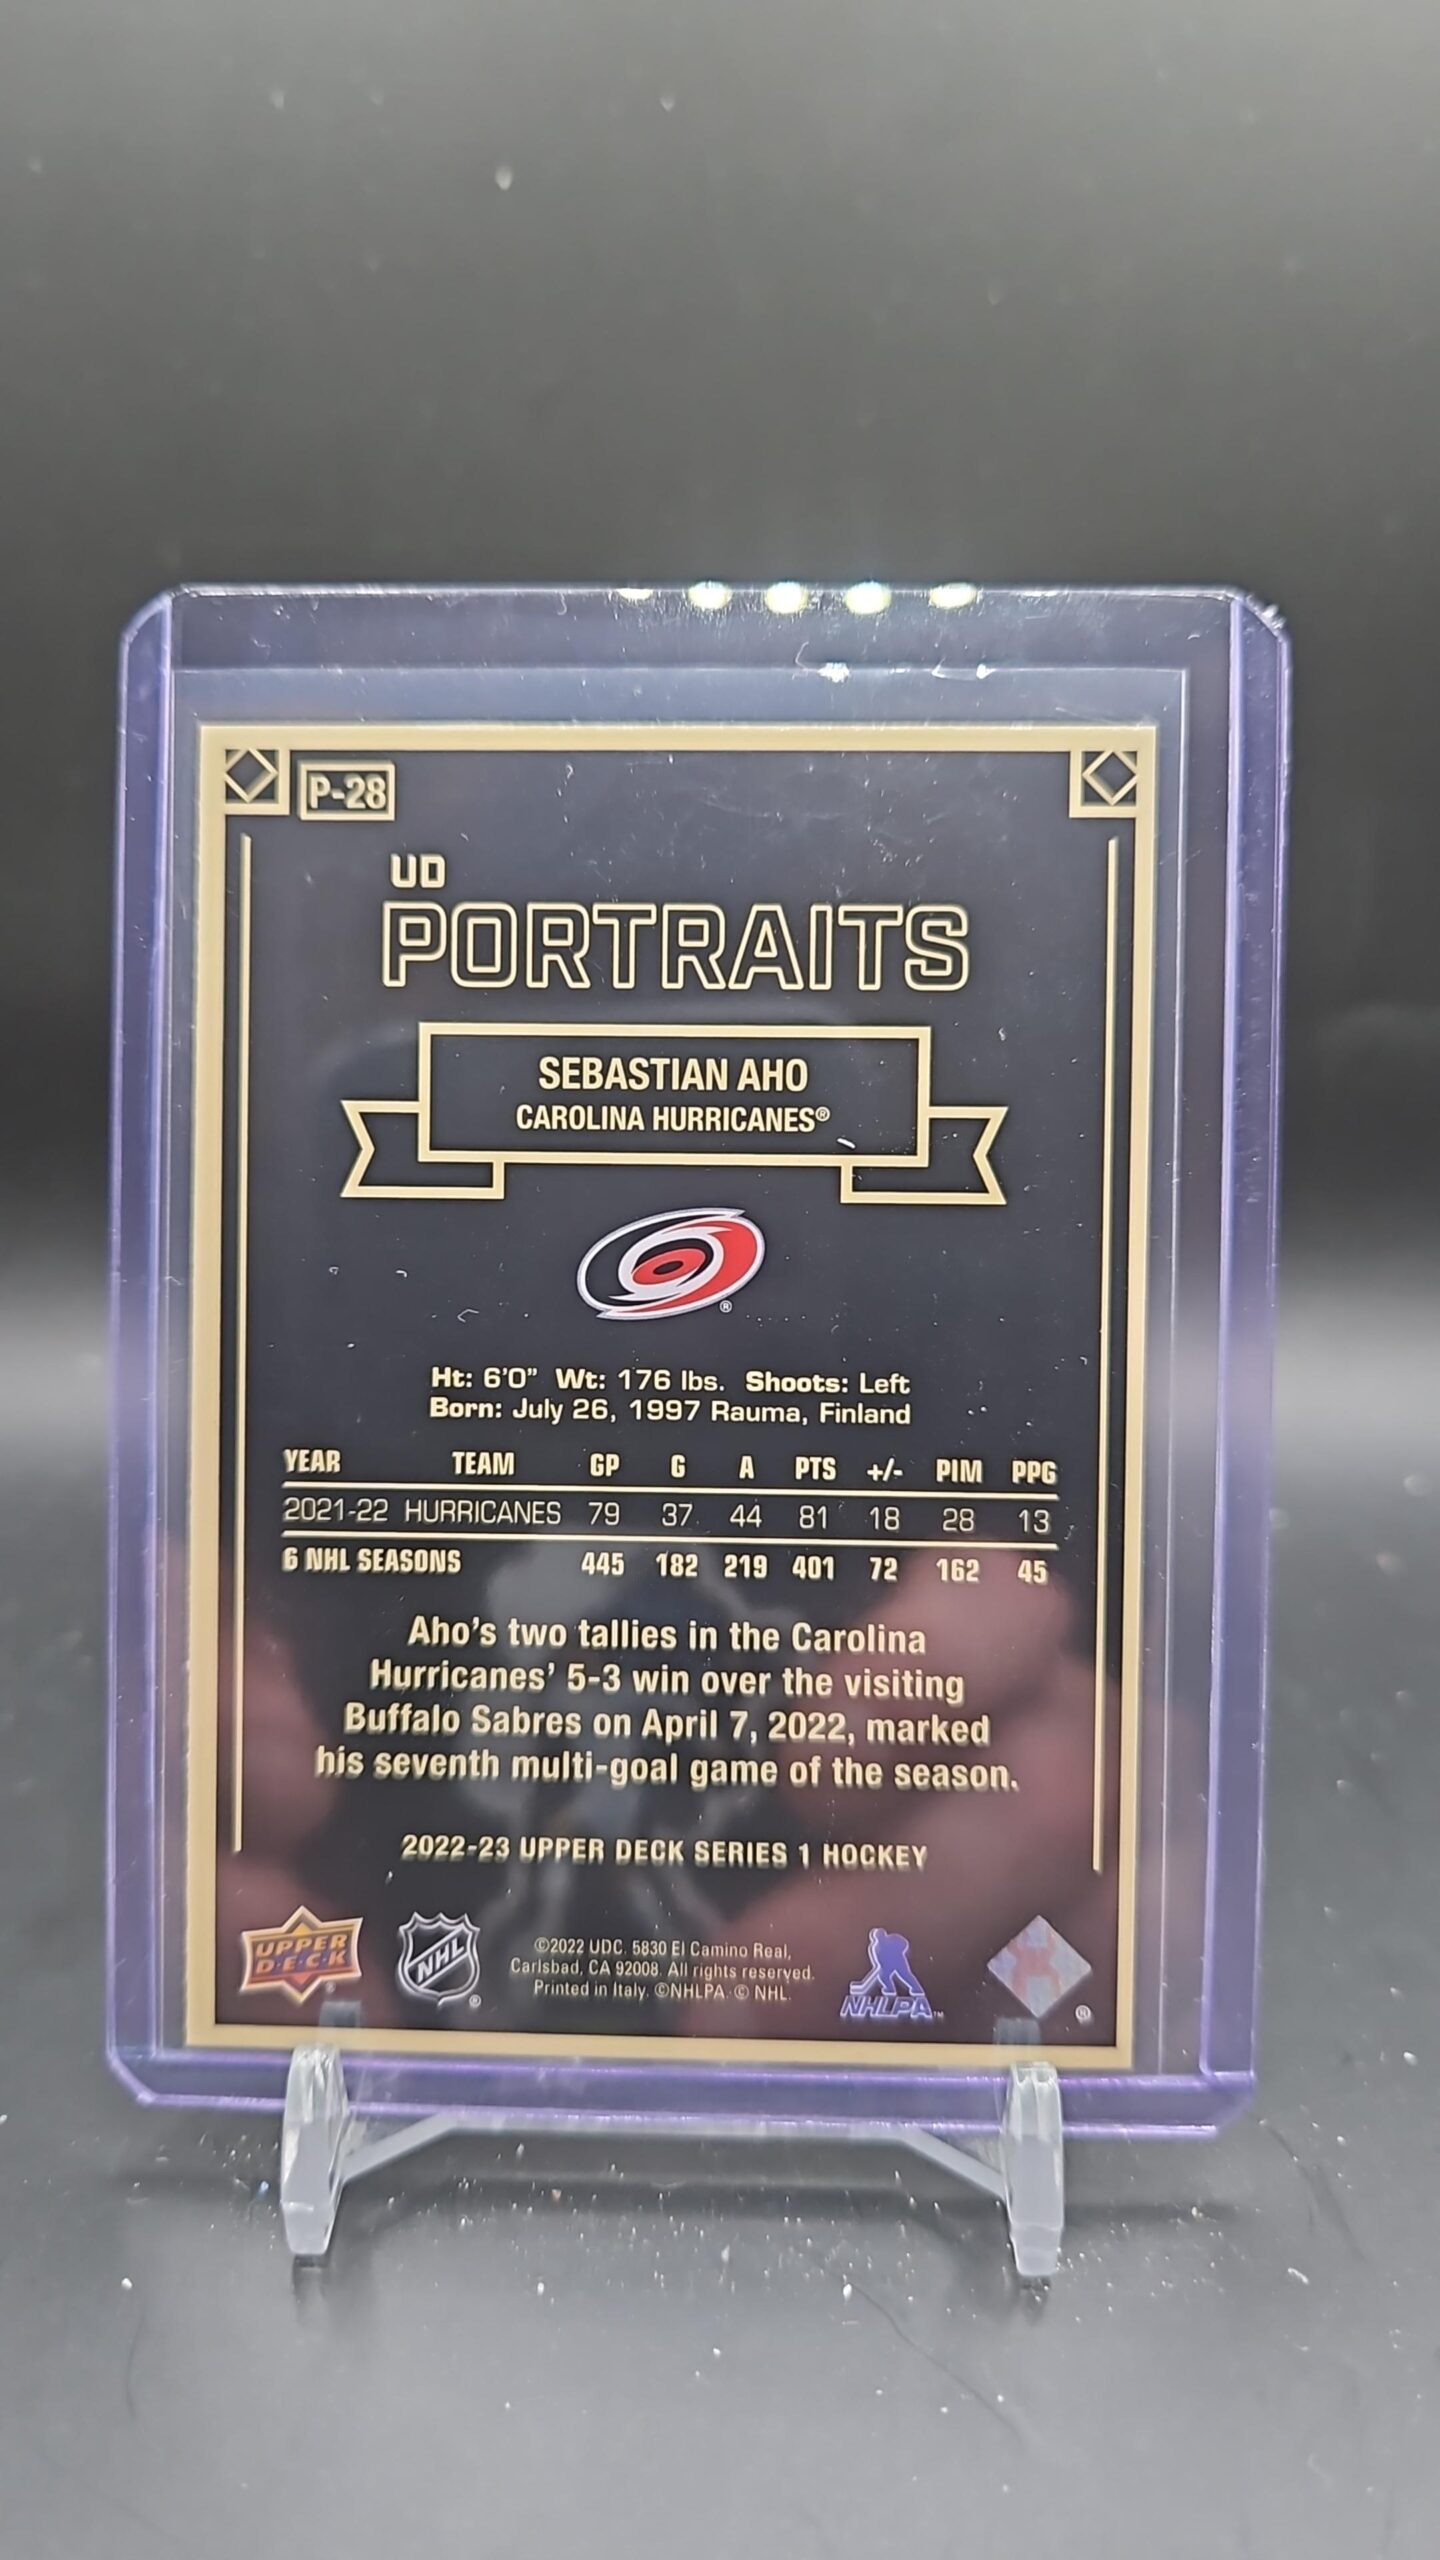 P-28
UD
PORTRAITS
SEBASTIAN AHO
CAROLINA HURRICANES®
®
Ht: 6'0" Wt: 176 lbs. Shoots: Left
Born: July 26, 1997 Rauma, Finland
YEAR TEAM GP G A PTS +/- PIM PPG
2021-22 HURRICANES 79 37 44 81 18 28 13
6 NHL SEASONS 445 182 219 401 72 162 45
Aho's two tallies in the Carolina
Hurricanes' 5-3 win over the visiting
Buffalo Sabres on April 7, 2022, marked
his seventh multi-goal game of the season.
2022-23 UPPER DECK SERIES 1 HOCKEY
UPPER
D·E·C·K
®
NHL
®
©2022 UDC. 5830 El Camino Real,
Carlsbad, CA 92008. All rights reserved.
Printed in Italy. ©NHLPA. © NHL.
NHLPA™
®